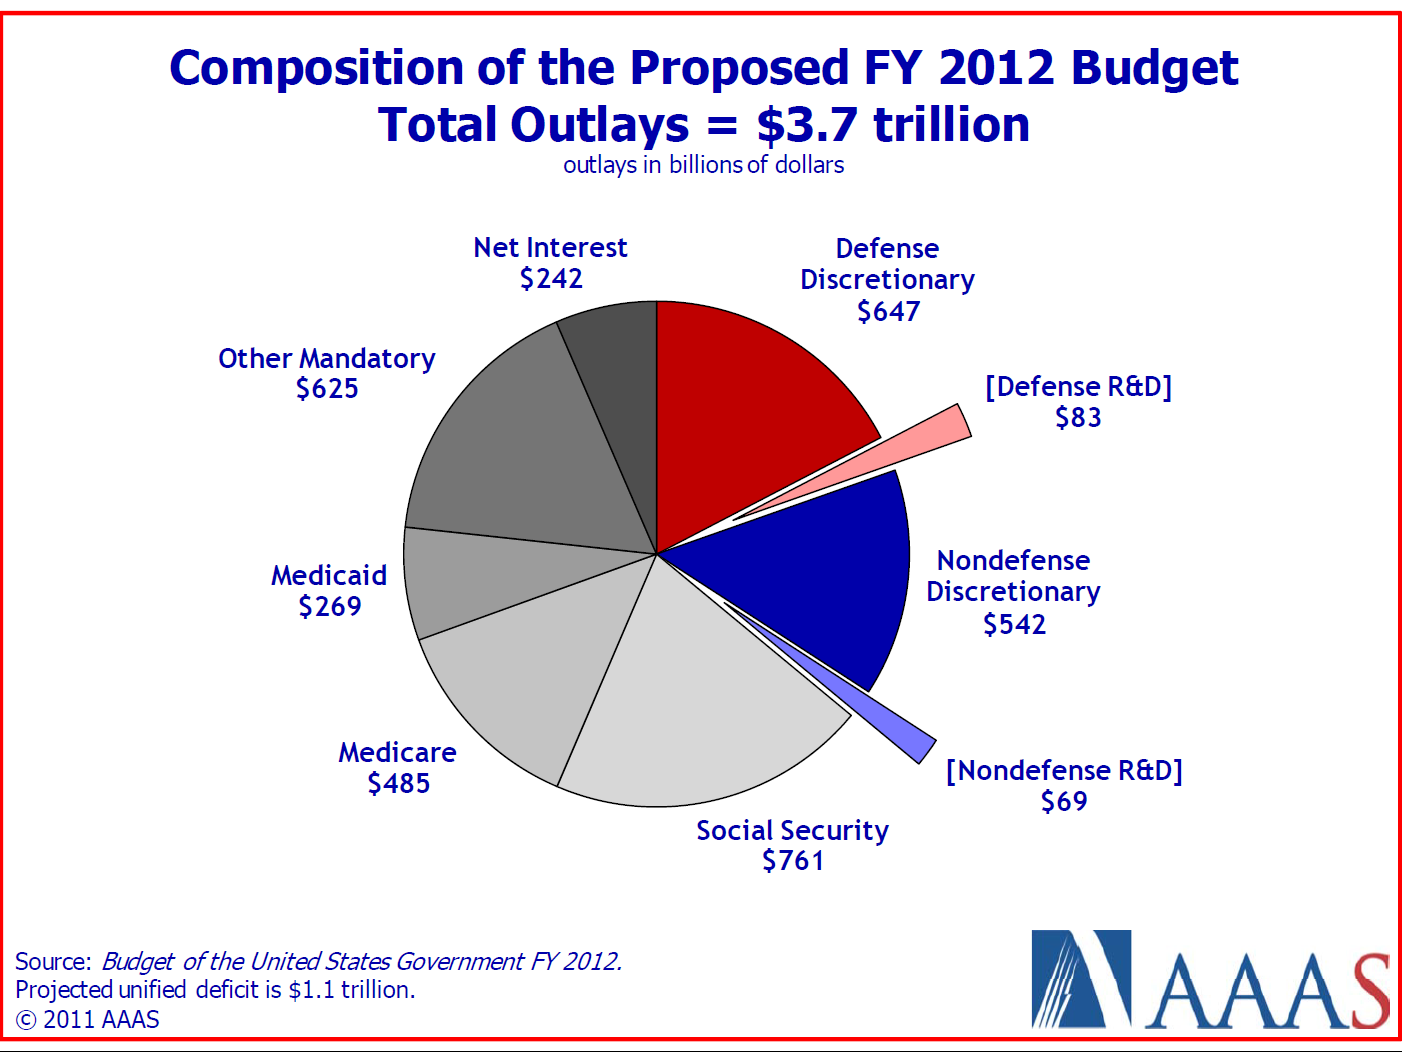 Composition of the Proposed FY 2012 Budget
Total Outlays = $3.7 trillion
outlays in billions of dollars
Net Interest
$242
Defense
Discretionary
$647
Other Mandatory
$625
[Defense R&D]
$83
Nondefense
Discretionary
$542
Medicaid
$269
Medicare
$485
[Nondefense R&D]
$69
Social Security
$761
Source: Budget of the United States Government FY 2012.
Projected unified deficit is $1.1 trillion.
© 2011 AAAS
AAAS